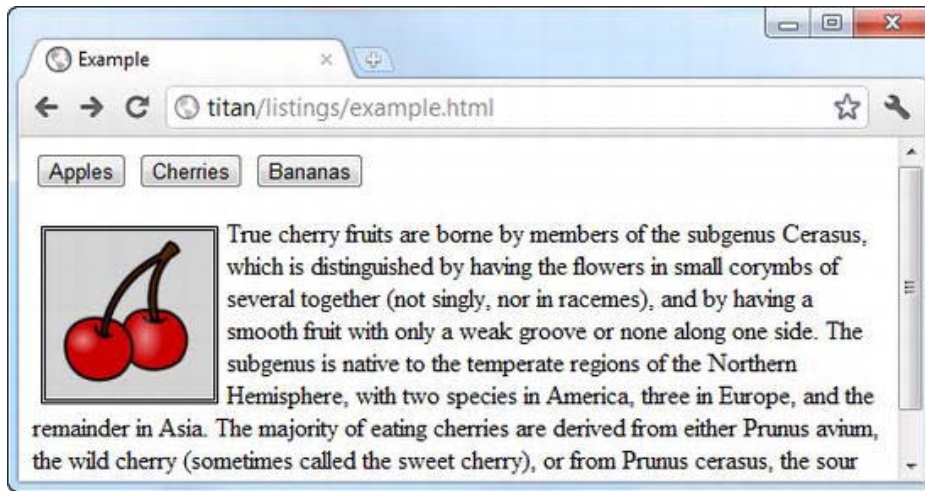 Example
titan/listings/example.html
Apples Cherries Bananas
True cherry fruits are borne by members of the subgenus Cerasus,
which is distinguished by having the flowers in small corymbs of
several together (not singly, nor in racemes), and by having a
smooth fruit with only a weak groove or none along one side. The
subgenus is native to the temperate regions of the Northern
Hemisphere, with two species in America, three in Europe, and the
remainder in Asia. The majority of eating cherries are derived from either Prunus avium,
the wild cherry (sometimes called the sweet cherry), or from Prunus cerasus, the sour